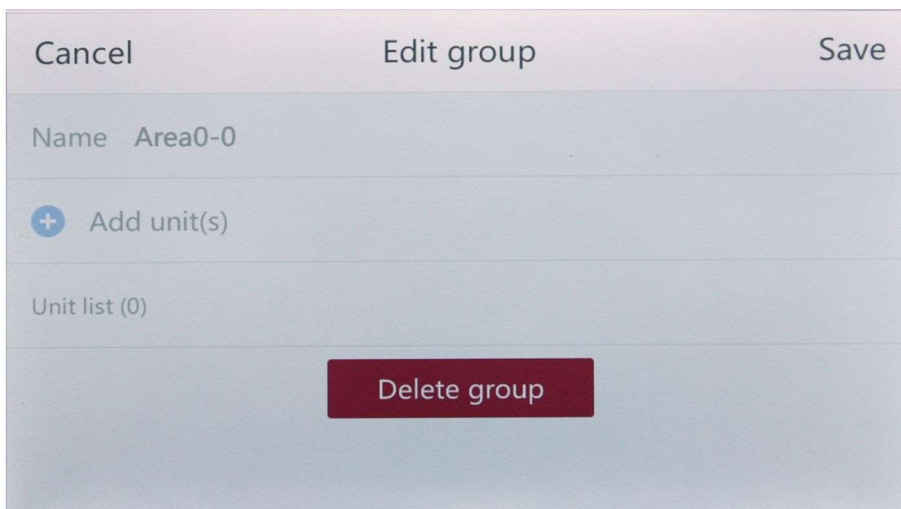 Cancel Edit group Save
Name Area0-0
Add unit(s)
Unit list (0)
Delete group